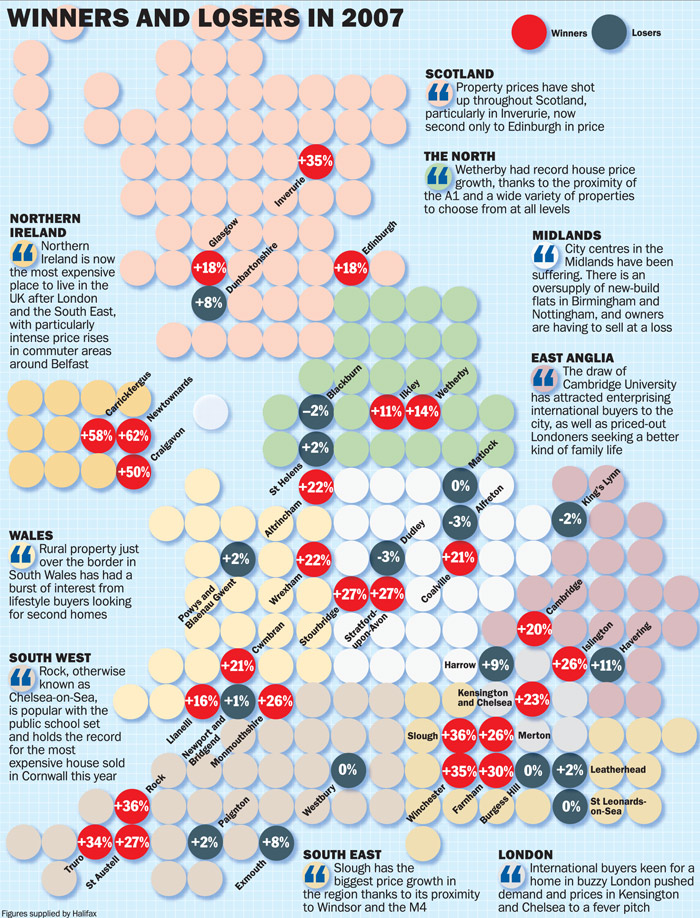 WINNERS AND LOSERS IN 2007
Winners
Losers
SCOTLAND
Property prices have shot
up throughout Scotland,
particularly in Inverurie, now
second only to Edinburgh in price
THE NORTH
Wetherby had record house price
growth, thanks to the proximity of
the A1 and a wide variety of properties
to choose from at all levels
MIDLANDS
City centres in the
Midlands have been
suffering. There is an
oversupply of new-build
flats in Birmingham and
Nottingham, and owners
are having to sell at a loss
EAST ANGLIA
The draw of
Cambridge University
has attracted enterprising
international buyers to the
city, as well as priced-out
Londoners seeking a better
kind of family life
NORTHERN
IRELAND
Northern
Ireland is now
the most expensive
place to live in the
UK after London
and the South East,
with particularly
intense price rises
in commuter areas
around Belfast
WALES
Rural property just
over the border in
South Wales has had a
burst of interest from
lifestyle buyers looking
for second homes
SOUTH WEST
Rock, otherwise
known as
Chelsea-on-Sea,
is popular with the
public school set
and holds the record
for the most
expensive house sold
in Cornwall this year
+35%
Inverurie
Glasgow
+18%
Dunbartonshire
+8%
Edinburgh
+18%
Carrickfergus
+58%
Newtownards
+62%
Craigavon
+50%
Blackburn
-2%
Ilkley
+11%
Wetherby
+14%
+2%
St Helens
+22%
Altrincham
Matlock
0%
Alfreton
-3%
King's Lynn
-2%
+2%
Powys and
Blaenau Gwent
+22%
Wrexham
Dudley
-3%
+21%
Coalville
+27%
Stourbridge
+27%
Stratford-
upon-Avon
Cambridge
+20%
Cwmbran
+21%
Harrow
+9%
Islington
+26%
Havering
+11%
+16%
Llanelli
+1%
Newport and
Bridgend
+26%
Monmouthshire
Kensington
and Chelsea
+23%
Slough
+36%
+26%
Merton
0%
Westbury
+35%
Winchester
+30%
Farnham
0%
Burgess Hill
+2%
Leatherhead
Rock
+36%
0%
St Leonards-
on-Sea
+34%
Truro
+27%
St Austell
Paignton
+2%
+8%
Exmouth
SOUTH EAST
Slough has the
biggest price growth in
the region thanks to its proximity
to Windsor and the M4
LONDON
International buyers keen for a
home in buzzy London pushed
demand and prices in Kensington
and Chelsea to a fever pitch
Figures supplied by Halifax